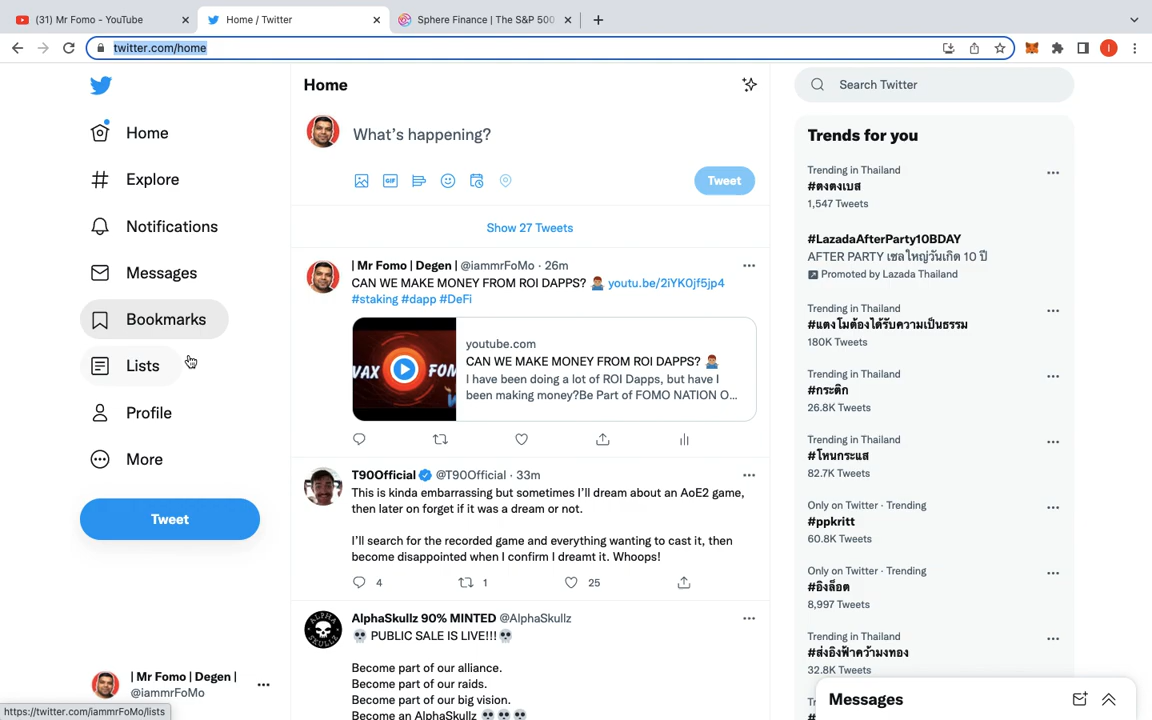 (31) Mr Fomo - YouTube
Home / Twitter
Sphere Finance | The S&P 500
twitter.com/home
I
Home
Explore
Notifications
Messages
Bookmarks
Lists
Profile
More
Tweet
| Mr Fomo | Degen |
@iammrFoMo
https://twitter.com/iammrFoMo/lists
Home
What's happening?
GIF
Tweet
Show 27 Tweets
| Mr Fomo | Degen | @iammrFoMo · 26m
CAN WE MAKE MONEY FROM ROI DAPPS? 🤷🏽‍♂️ youtu.be/2iYK0jf5jp4
#staking #dapp #DeFi
youtube.com
CAN WE MAKE MONEY FROM ROI DAPPS? 🤷🏽‍♂️
I have been doing a lot of ROI Dapps, but have I
been making money?Be Part of FOMO NATION O...
T90Official @T90Official · 33m
This is kinda embarrassing but sometimes I'll dream about an AoE2 game,
then later on forget if it was a dream or not.
I'll search for the recorded game and everything wanting to cast it, then
become disappointed when I confirm I dreamt it. Whoops!
4 1 25
AlphaSkullz 90% MINTED @AlphaSkullz
💀 PUBLIC SALE IS LIVE!!!💀
Become part of our alliance.
Become part of our raids.
Become part of our big vision.
Become an AlphaSkullz 💀💀💀
Search Twitter
Trends for you
Trending in Thailand
#ตงตงเบส
1,547 Tweets
#LazadaAfterParty10BDAY
AFTER PARTY เซลใหญ่วันเกิด 10 ปี
Promoted by Lazada Thailand
Trending in Thailand
#แตงโมต้องได้รับความเป็นธรรม
180K Tweets
Trending in Thailand
#กระติก
26.8K Tweets
Trending in Thailand
#โหนกระแส
82.7K Tweets
Only on Twitter · Trending
#ppkritt
60.8K Tweets
Only on Twitter · Trending
#อิงล็อต
8,997 Tweets
Trending in Thailand
#ส่งอิงฟ้าคว้ามงทอง
32.8K Tweets
Messages